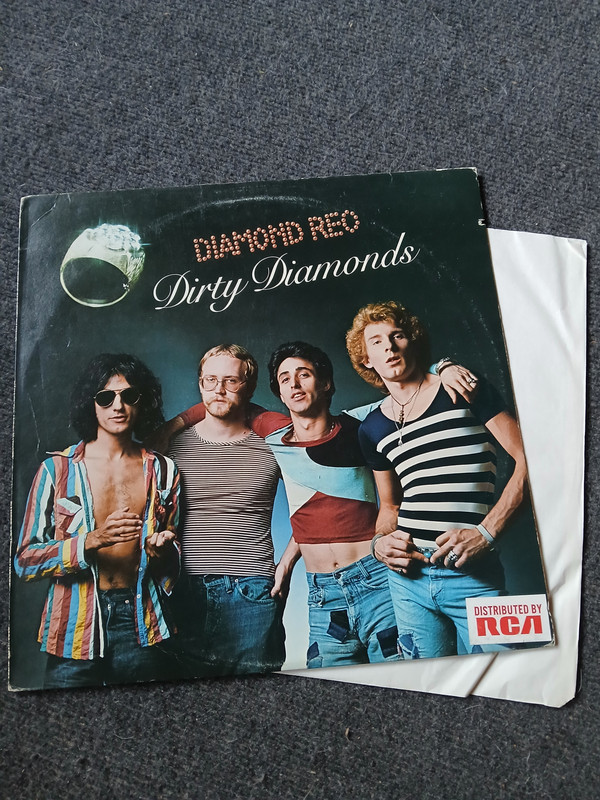 DIAMOND REO
Dirty Diamonds
DISTRIBUTED BY
RCA